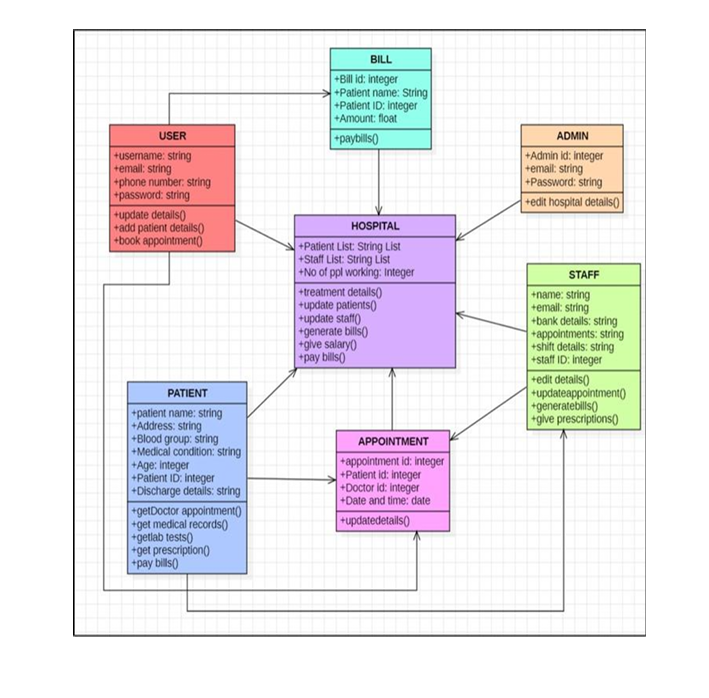 BILL
+Bill id: integer
+Patient name: String
+Patient ID: integer
+Amount: float
+paybills()
USER
+username: string
+email: string
+phone number: string
+password: string
+update details()
+add patient details()
+book appointment()
ADMIN
+Admin id: integer
+email: string
+Password: string
+edit hospital details()
HOSPITAL
+Patient List: String List
+Staff List: String List
+No of ppl working: Integer
+treatment details()
+update patients()
+update staff()
+generate bills()
+give salary()
+pay bills()
STAFF
+name: string
+email: string
+bank details: string
+appointments: string
+shift details: string
+staff ID: integer
+edit details()
+updateappointment()
+generatebills()
+give prescriptions()
PATIENT
+patient name: string
+Address: string
+Blood group: string
+Medical condition: string
+Age: integer
+Patient ID: integer
+Discharge details: string
+getDoctor appointment()
+get medical records()
+getlab tests()
+get prescription()
+pay bills()
APPOINTMENT
+appointment id: integer
+Patient id: integer
+Doctor id: integer
+Date and time: date
+updatedetails()